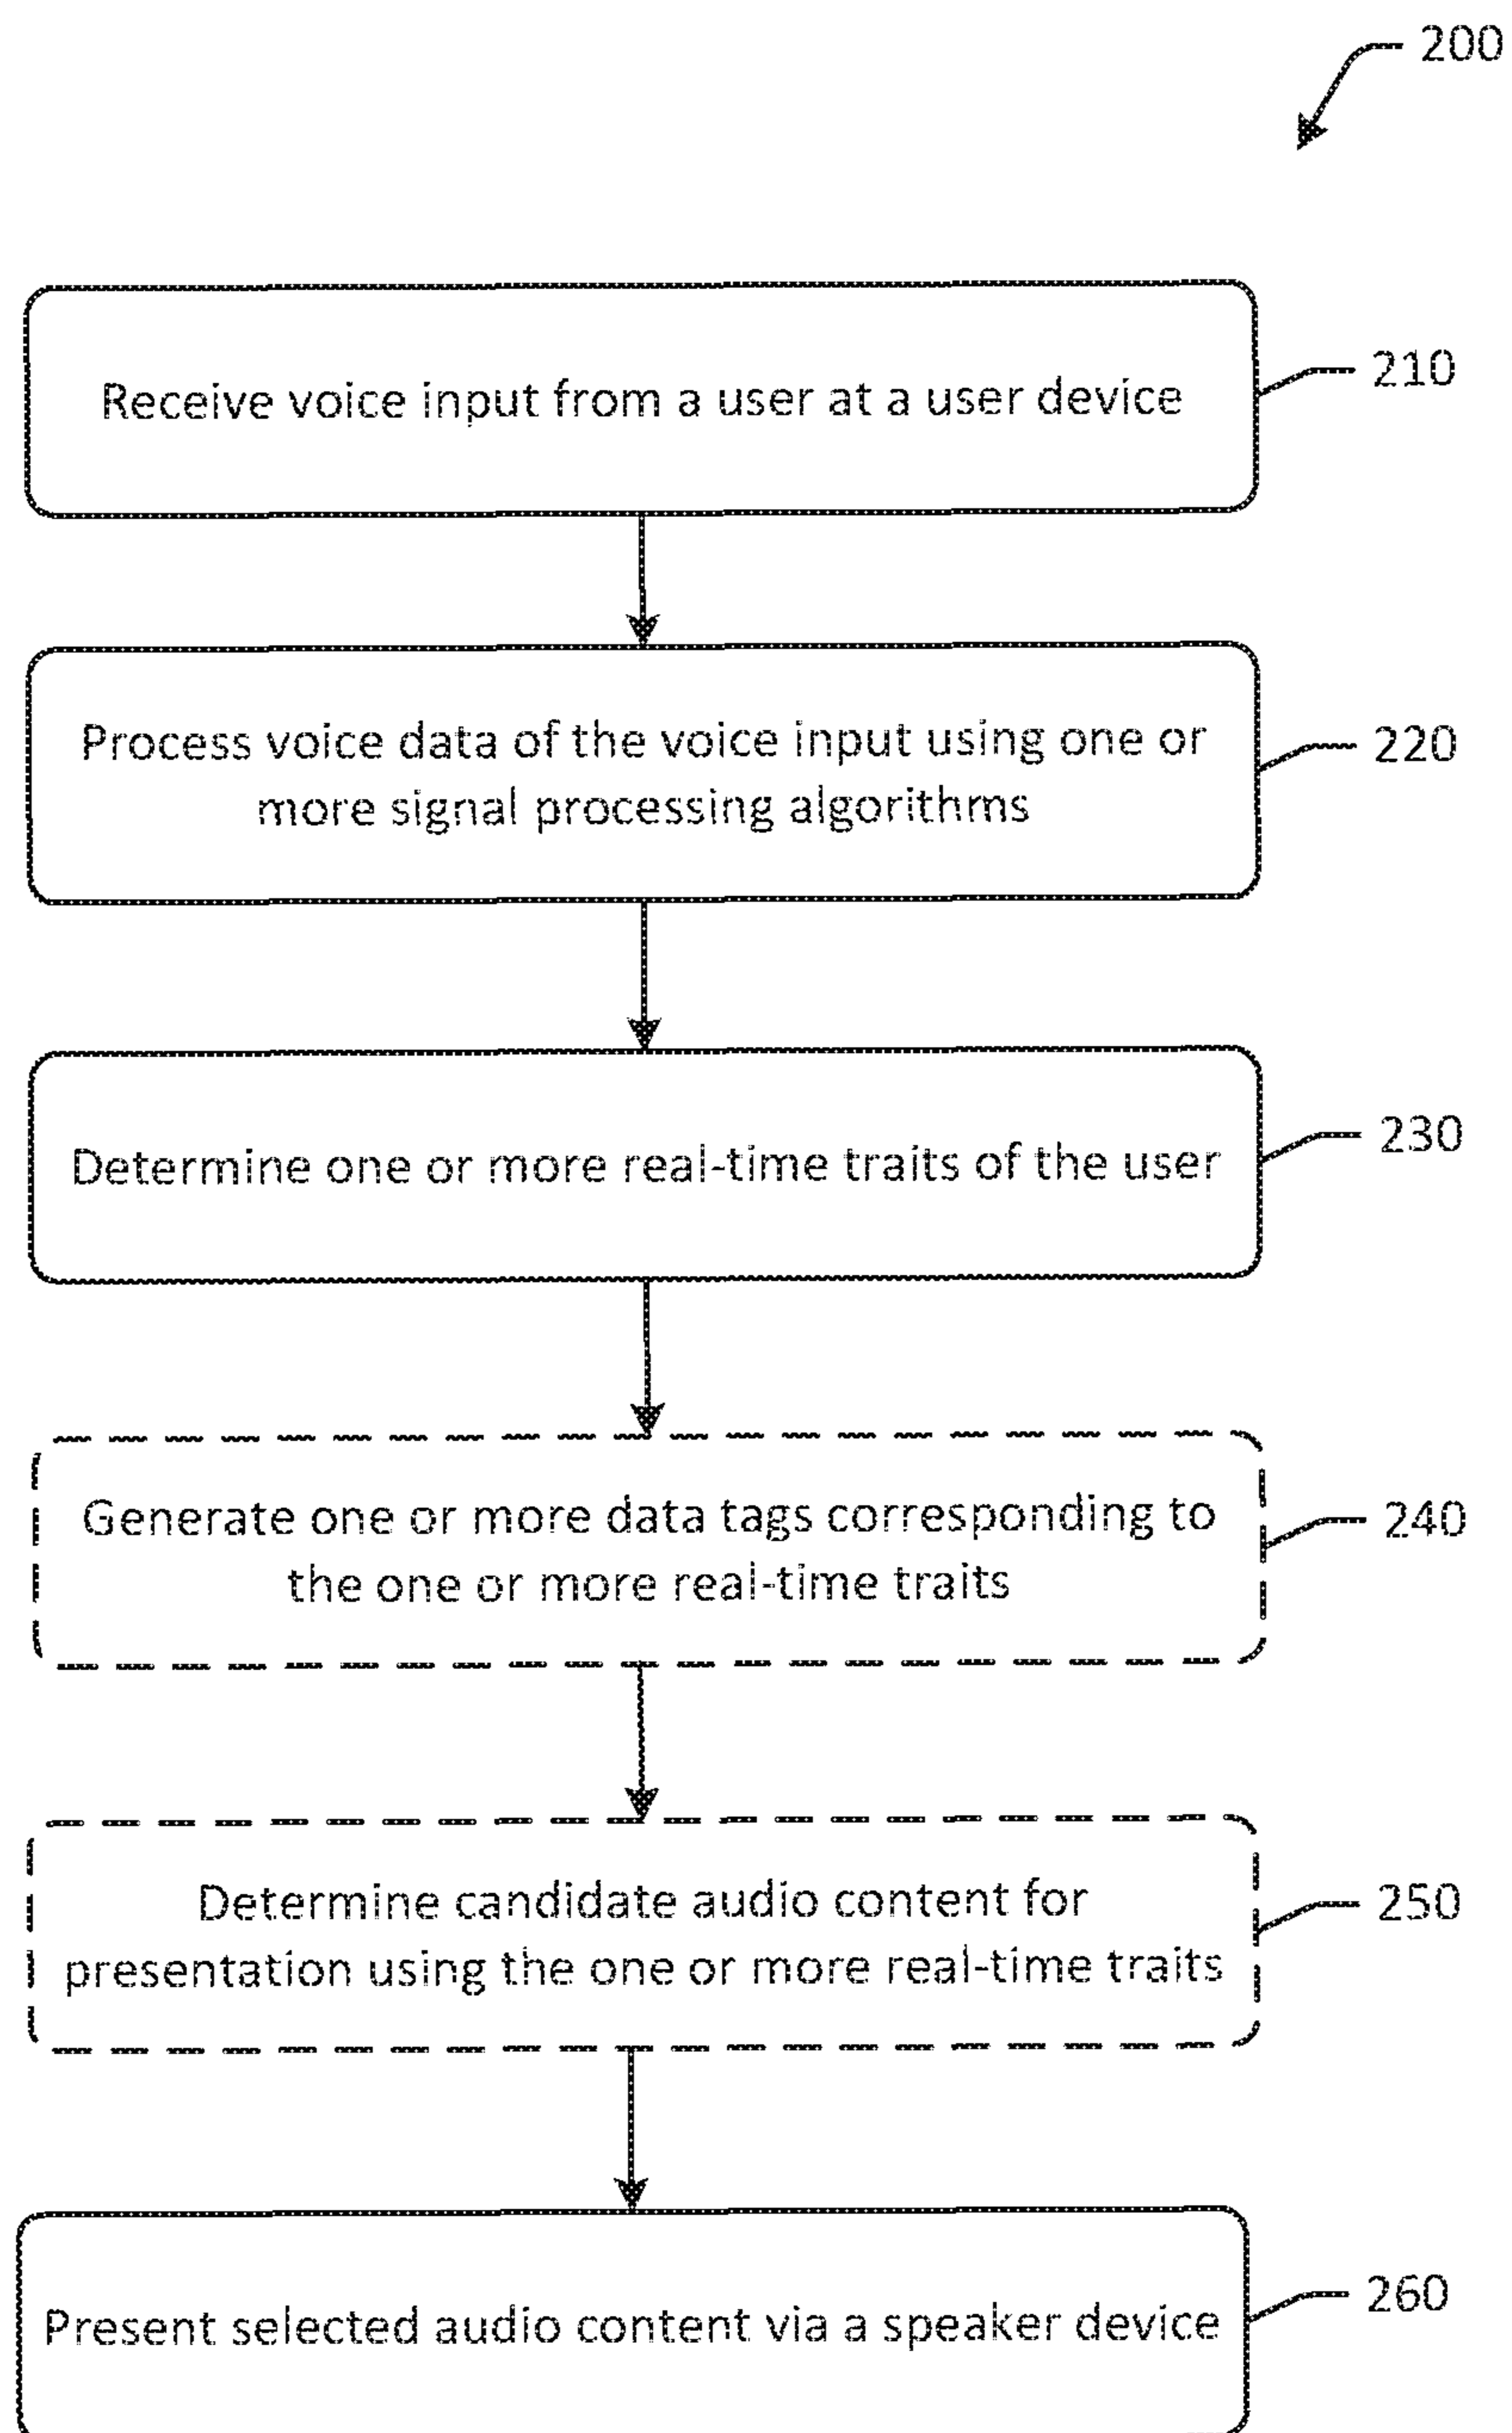 200
Receive voice input from a user at a user device
210
Process voice data of the voice input using one or
more signal processing algorithms
220
Determine one or more real-time traits of the user
230
Generate one or more data tags corresponding to
the one or more real-time traits
240
Determine candidate audio content for
presentation using the one or more real-time traits
250
Present selected audio content via a speaker device
260